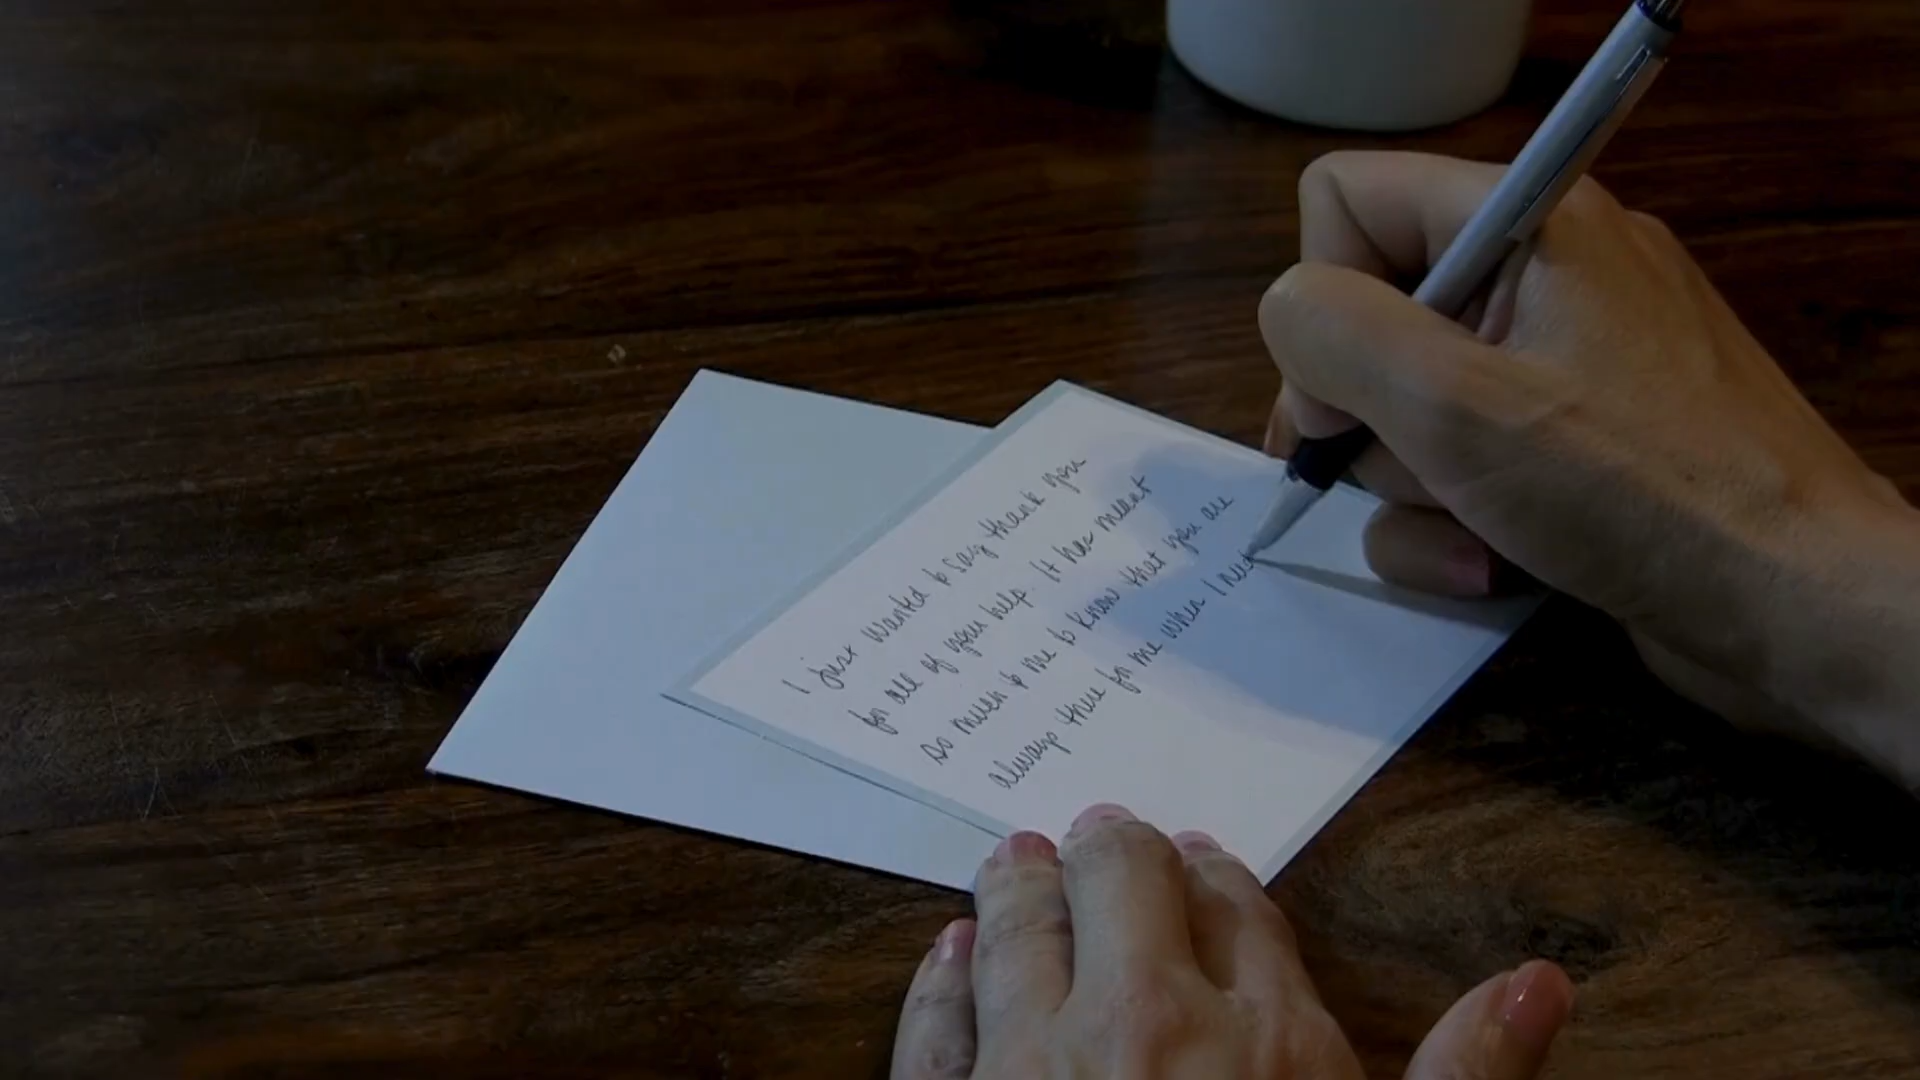 I just wanted to say thank you
for all of your help. It has meant
so much to me to know that you are
always there for me when I need